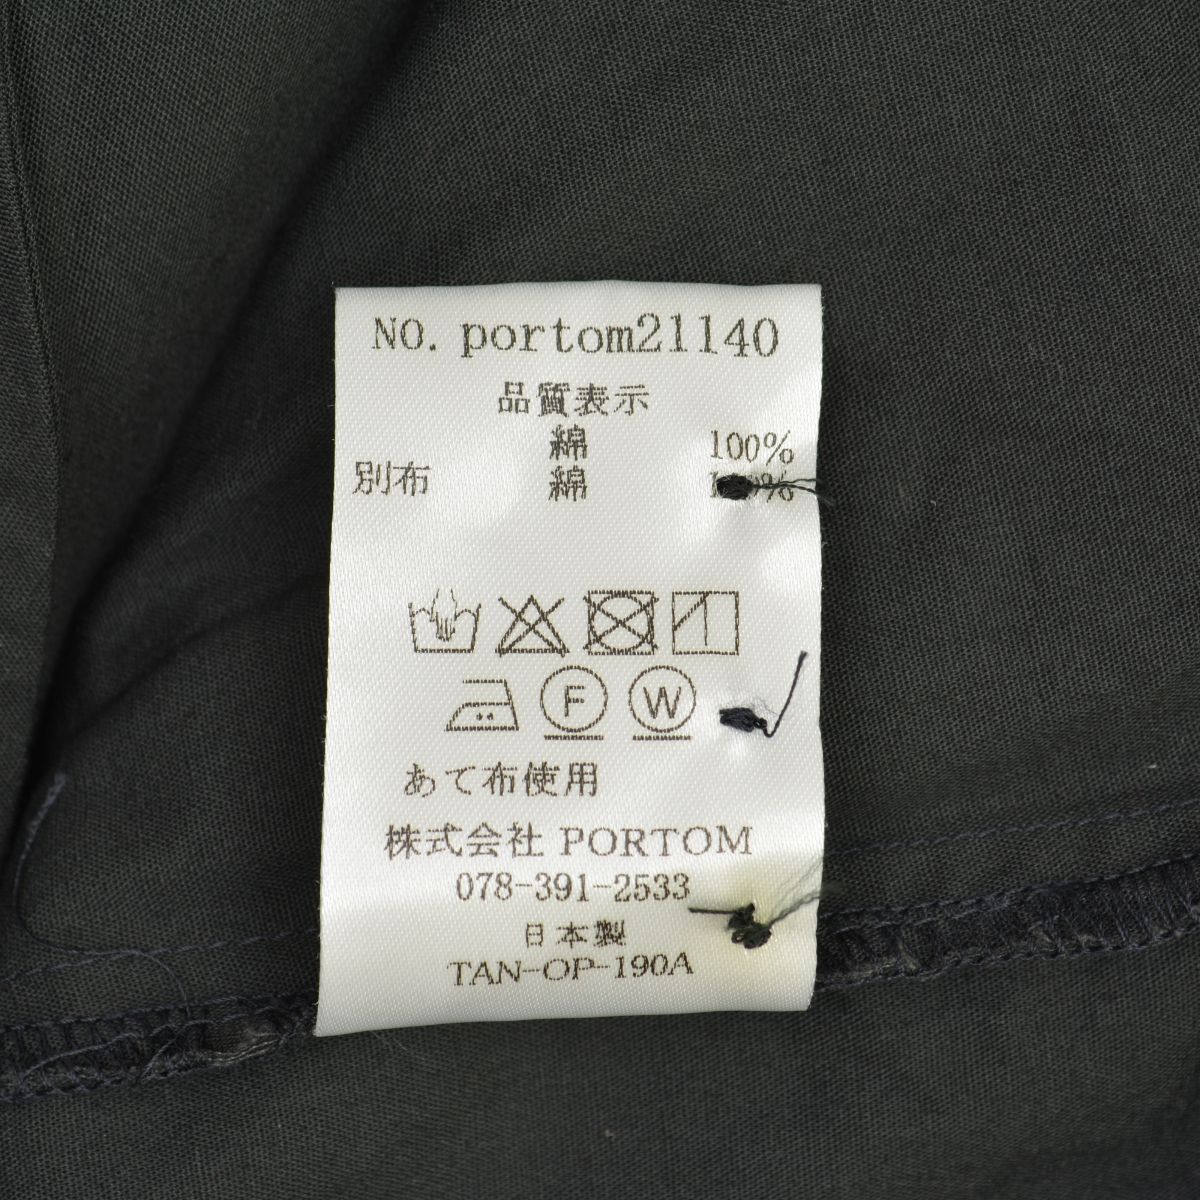 NO. portom21140
品質表示
綿 100%
別布 綿 100%
F W
あて布使用
株式会社 PORTOM
078-391-2533
日本製
TAN-OP-190A